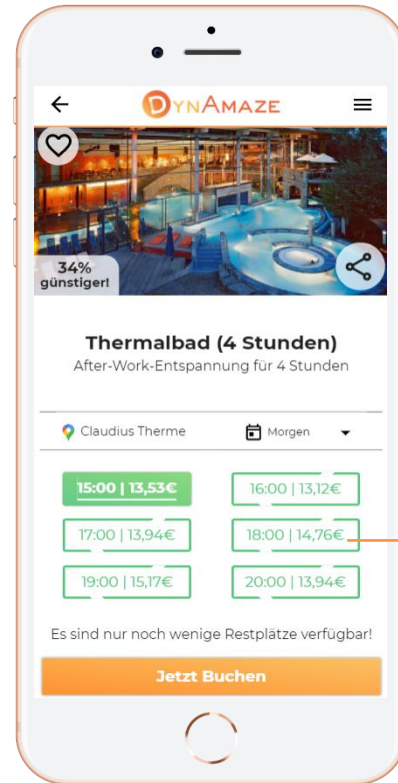 DYNAMAZE
34%
günstiger!
Thermalbad (4 Stunden)
After-Work-Entspannung für 4 Stunden
Claudius Therme Morgen
15:00 | 13,53€ 16:00 | 13,12€
17:00 | 13,94€ 18:00 | 14,76€
19:00 | 15,17€ 20:00 | 13,94€
Es sind nur noch wenige Restplätze verfügbar!
Jetzt Buchen